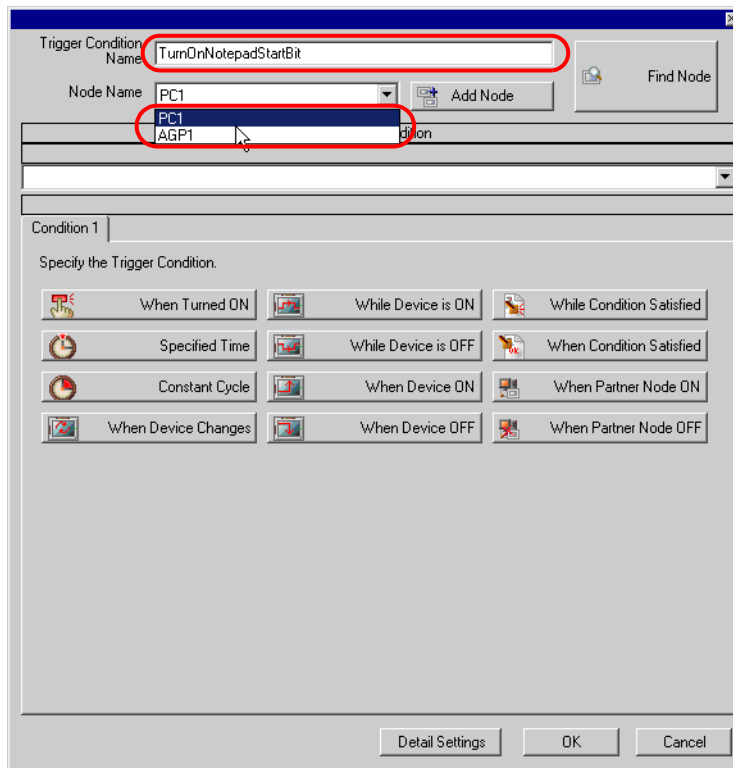 Trigger Condition Name TurnOnNotepadStartBit
Find Node
Node Name PC1 Add Node
PC1
AGP1
dition
Condition 1
Specify the Trigger Condition.
When Turned ON While Device is ON While Condition Satisfied
Specified Time While Device is OFF When Condition Satisfied
Constant Cycle When Device ON When Partner Node ON
When Device Changes When Device OFF When Partner Node OFF
Detail Settings OK Cancel